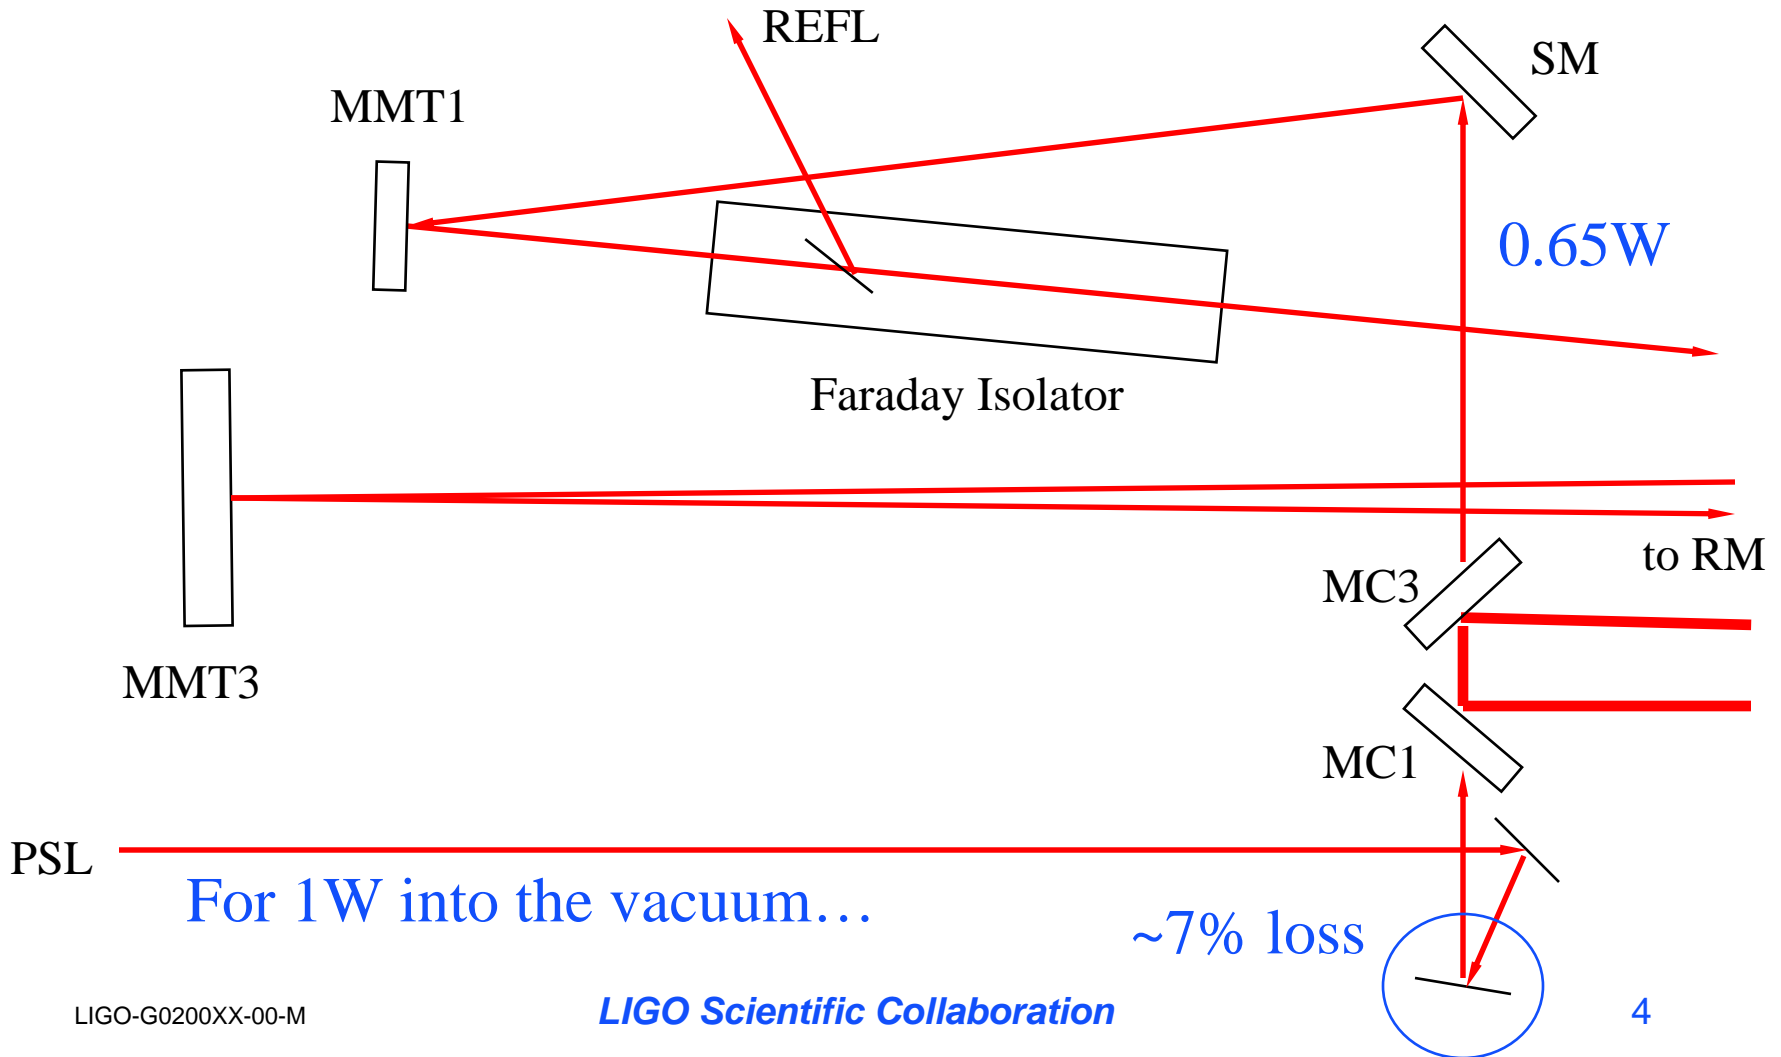 REFL
SM
MMT1
0.65W
Faraday Isolator
to RM
MC3
MMT3
MC1
PSL
For 1W into the vacuum…
~7% loss
LIGO-G0200XX-00-M
LIGO Scientific Collaboration
4